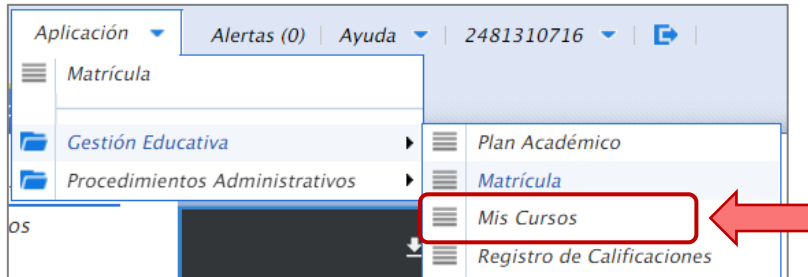 Aplicación Alertas (0) Ayuda 2481310716
Matrícula
Gestión Educativa
Procedimientos Administrativos
Plan Académico
Matrícula
Mis Cursos
Registro de Calificaciones
os